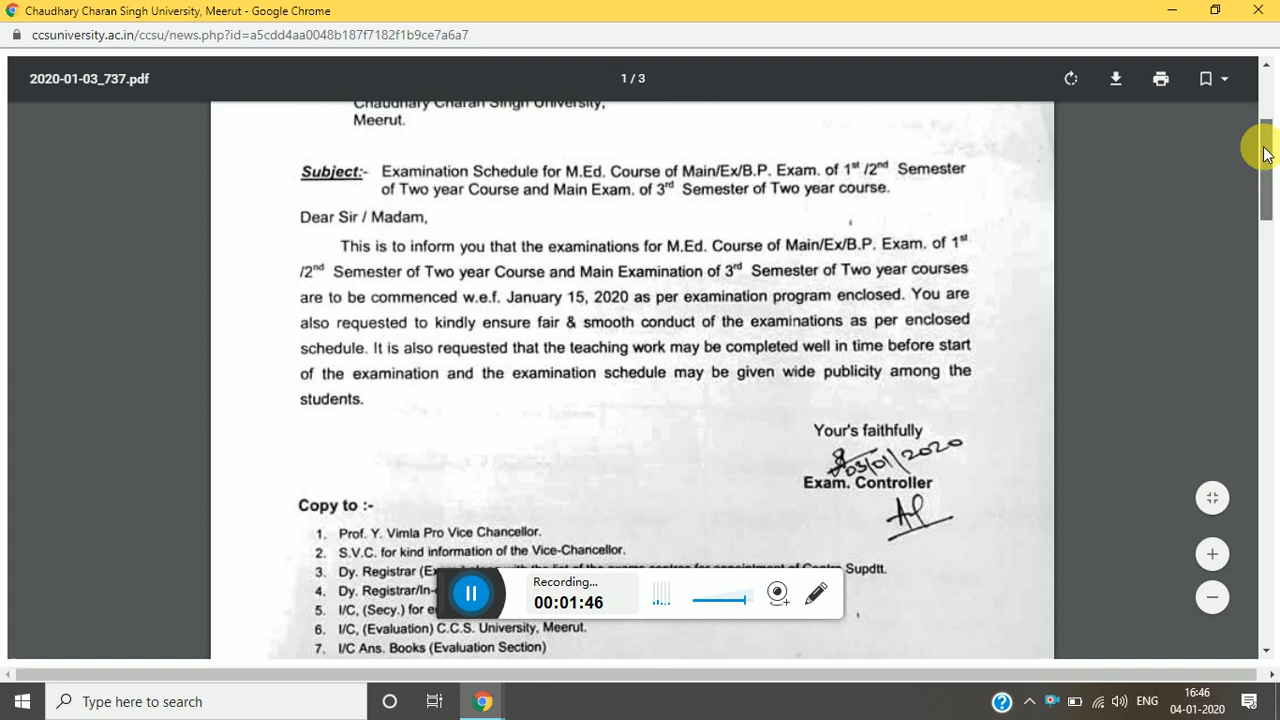 Chaudhary Charan Singh University, Meerut - Google Chrome
ccsuniversity.ac.in/ccsu/news.php?id=a5cdd4aa0048b187f7182f1b9ce7a6a7
2020-01-03_737.pdf
1 / 3
Chaudhary Charan Singh University,
Meerut.
Subject:- Examination Schedule for M.Ed. Course of Main/Ex/B.P. Exam. of 1st /2nd Semester
of Two year Course and Main Exam. of 3rd Semester of Two year course.
Dear Sir / Madam,
This is to inform you that the examinations for M.Ed. Course of Main/Ex/B.P. Exam. of 1st
/2nd Semester of Two year Course and Main Examination of 3rd Semester of Two year courses
are to be commenced w.e.f. January 15, 2020 as per examination program enclosed. You are
also requested to kindly ensure fair & smooth conduct of the examinations as per enclosed
schedule. It is also requested that the teaching work may be completed well in time before start
of the examination and the examination schedule may be given wide publicity among the
students.
Your's faithfully
03/01/2020
Exam. Controller
Copy to :-
1. Prof. Y. Vimla Pro Vice Chancellor.
2. S.V.C. for kind information of the Vice-Chancellor.
3. Dy. Registrar Supdtt.
4. Dy. Registrar/In-
5. I/C, (Secy.) for
6. I/C, (Evaluation) C.C.S. University, Meerut.
7. I/C Ans. Books (Evaluation Section)
Recording...
00:01:46
Type here to search
ENG
16:46
04-01-2020